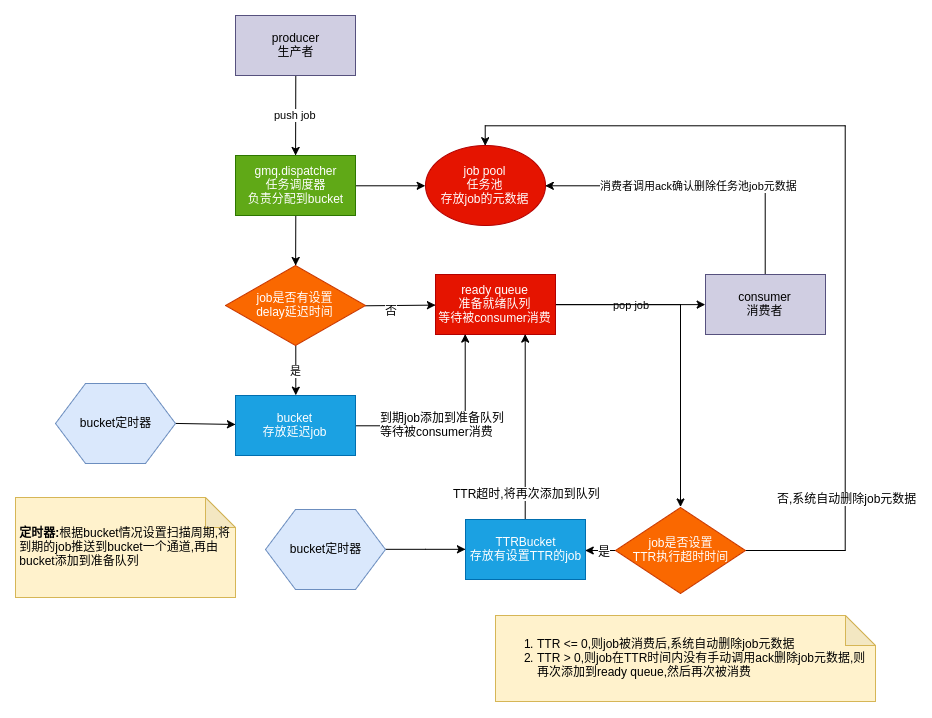 producer
生产者
push job
gmq.dispatcher
任务调度器
负责分配到bucket
job pool
任务池
存放job的元数据
消费者调用ack确认删除任务池job元数据
job是否有设置
delay延迟时间
否
ready queue
准备就绪队列
等待被consumer消费
pop job
consumer
消费者
是
bucket定时器
bucket
存放延迟job
到期job添加到准备队列
等待被consumer消费
TTR超时,将再次添加到队列
否,系统自动删除job元数据
定时器:根据bucket情况设置扫描周期,将
到期的job推送到bucket一个通道,再由
bucket添加到准备队列
bucket定时器
TTRBucket
存放有设置TTR的job
是
job是否设置
TTR执行超时时间
1. TTR <= 0,则job被消费后,系统自动删除job元数据
2. TTR > 0,则job在TTR时间内没有手动调用ack删除job元数据,则
再次添加到ready queue,然后再次被消费